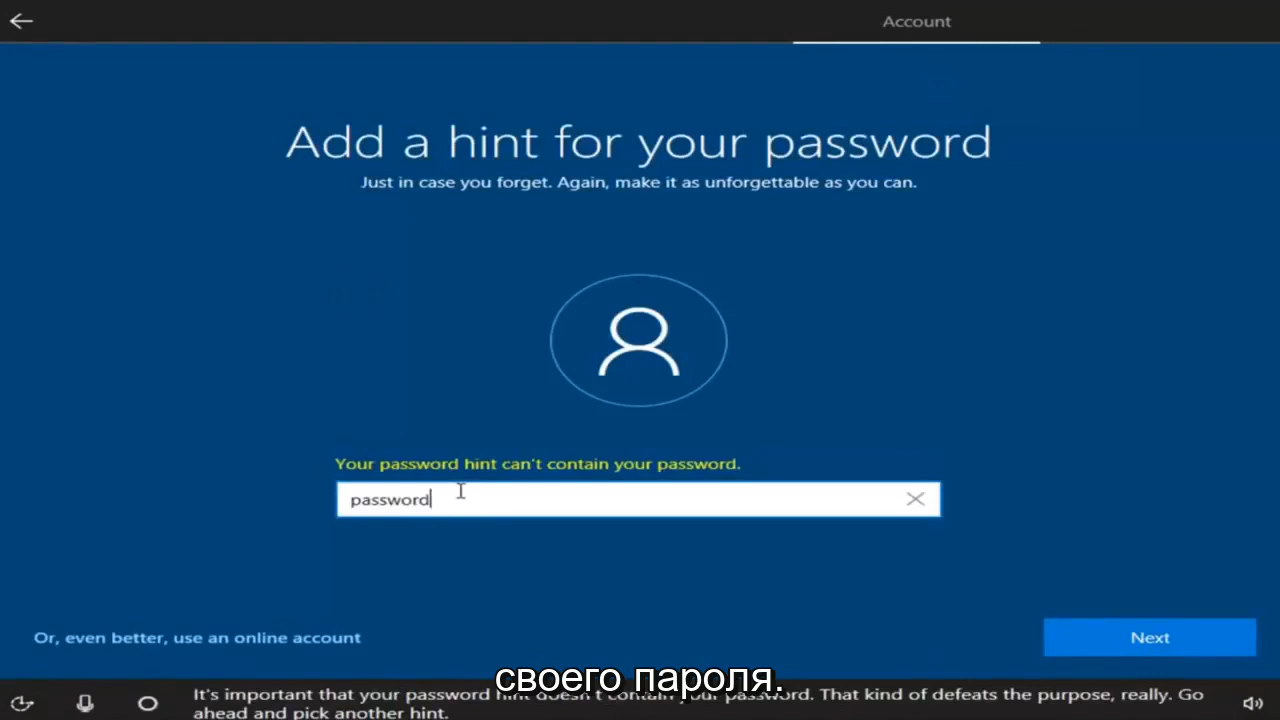 Account
Add a hint for your password
Just in case you forget. Again, make it as unforgettable as you can.
Your password hint can't contain your password.
password
Or, even better, use an online account
Next
своего пароля.
It's important that your password hint doesn't contain your password. That kind of defeats the purpose, really. Go
ahead and pick another hint.